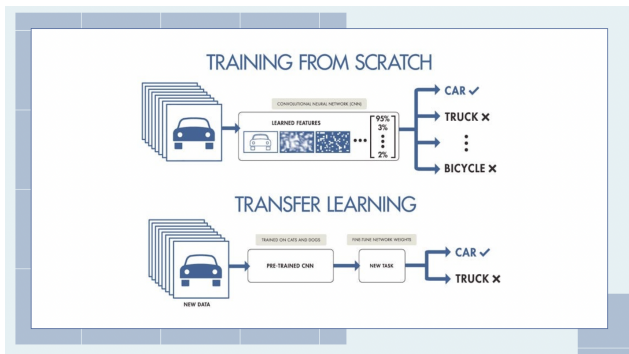 TRAINING FROM SCRATCH
CONVOLUTIONAL NEURAL NETWORK (CNN)
LEARNED FEATURES
95%
3%
2%
CAR ✓
TRUCK ✕
BICYCLE ✕
TRANSFER LEARNING
TRAINED ON CATS AND DOGS
FINE-TUNE NETWORK WEIGHTS
PRE-TRAINED CNN
NEW TASK
CAR ✓
TRUCK ✕
NEW DATA